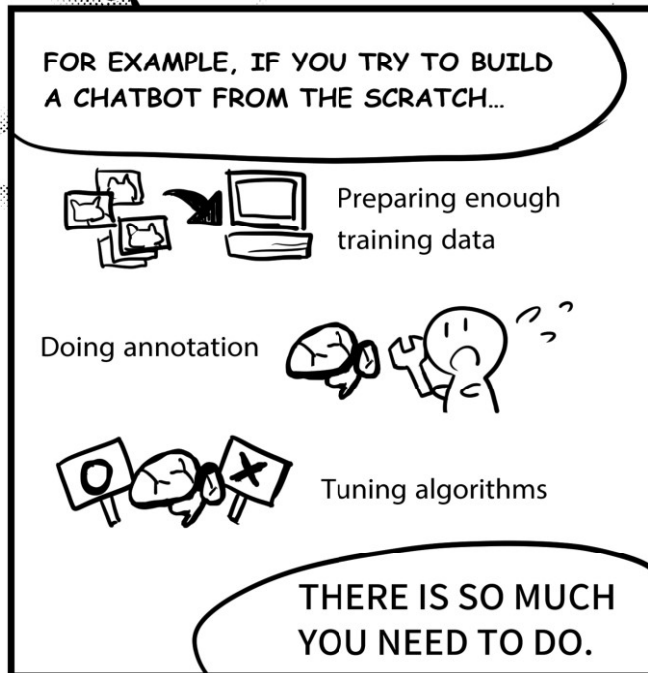 FOR EXAMPLE, IF YOU TRY TO BUILD
A CHATBOT FROM THE SCRATCH...
Preparing enough
training data
Doing annotation
Tuning algorithms
THERE IS SO MUCH
YOU NEED TO DO.